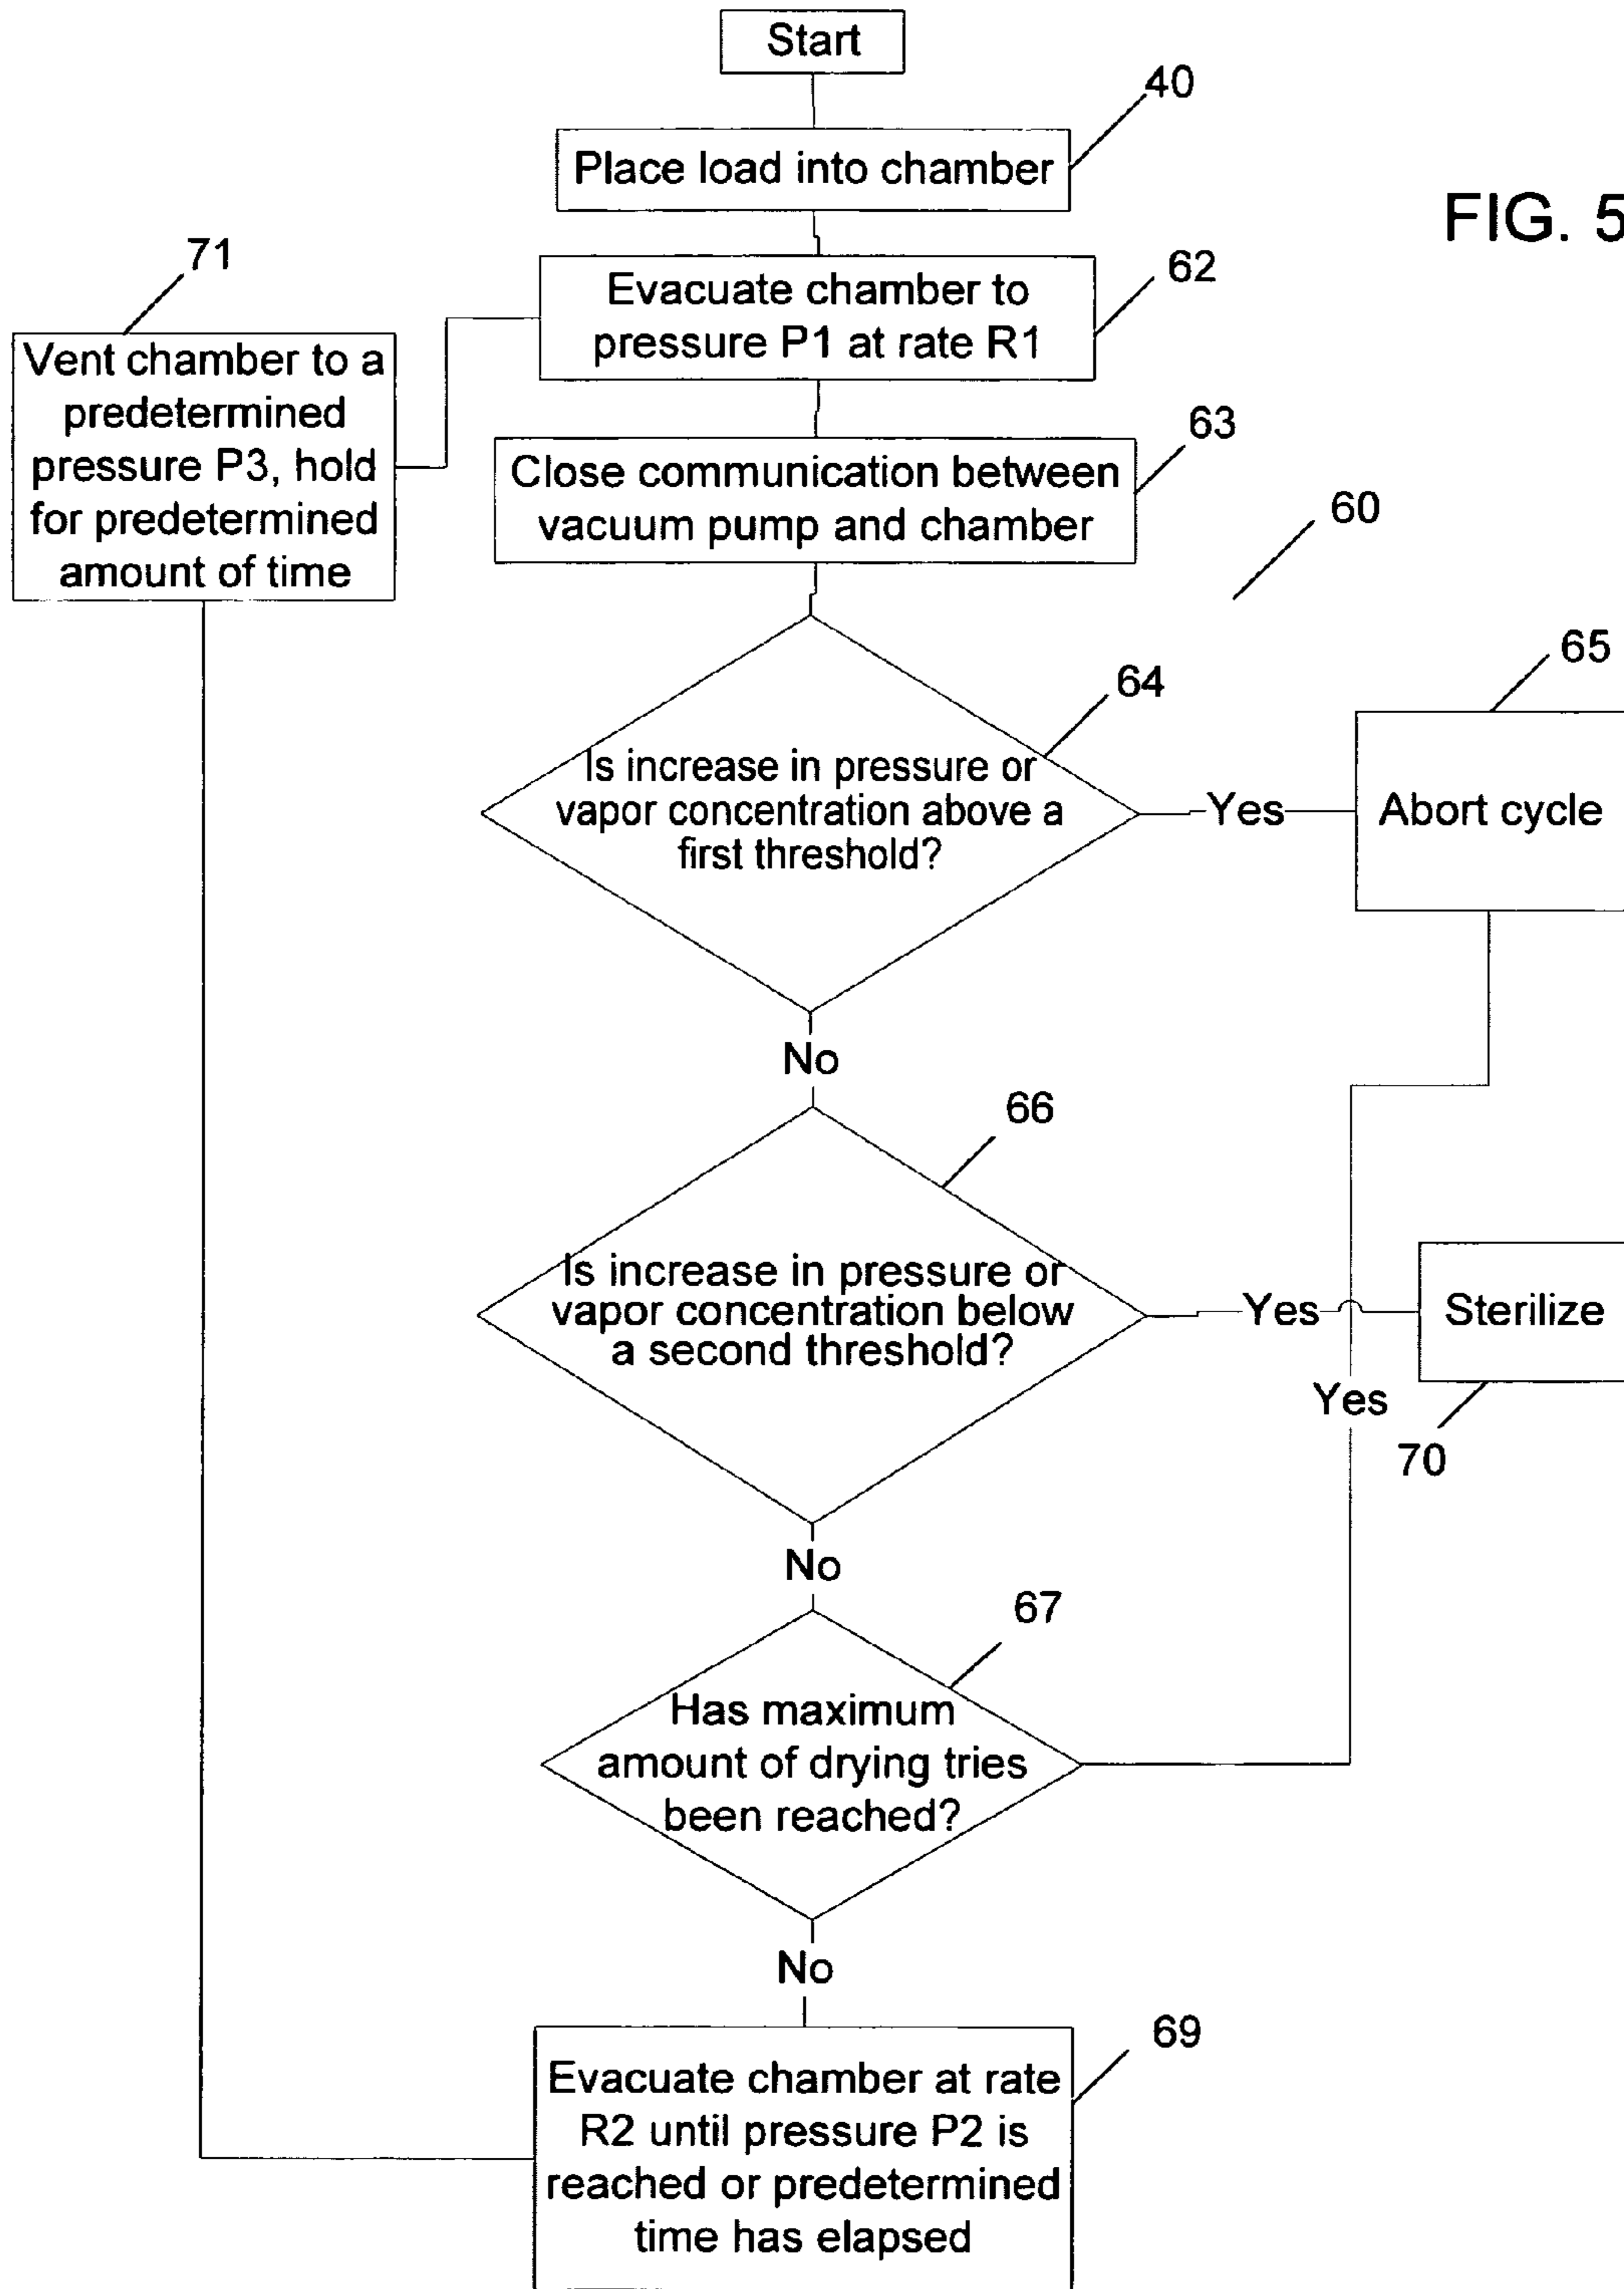 Start
40
Place load into chamber
FIG. 5
71
62
Evacuate chamber to
pressure P1 at rate R1
Vent chamber to a
predetermined
pressure P3, hold
for predetermined
amount of time
63
Close communication between
vacuum pump and chamber
60
65
64
Is increase in pressure or
vapor concentration above a
first threshold?
Yes
Abort cycle
No
66
Is increase in pressure or
vapor concentration below
a second threshold?
Yes
Sterilize
Yes
70
No
67
Has maximum
amount of drying tries
been reached?
No
69
Evacuate chamber at rate
R2 until pressure P2 is
reached or predetermined
time has elapsed